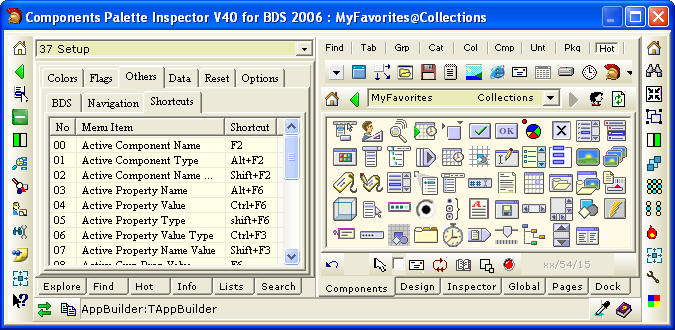 Components Palette Inspector V40 for BDS 2006 : MyFavorites@Collections
37 Setup
Colors Flags Others Data Reset Options
BDS Navigation Shortcuts
No Menu Item Shortcut
00 Active Component Name F2
01 Active Component Type Alt+F2
02 Active Component Name ... Shift+F2
03 Active Property Name Alt+F6
04 Active Property Value Ctrl+F6
05 Active Property Type shift+F6
06 Active Property Value Type Ctrl+F3
07 Active Property Name Value Shift+F3
08 Active Curr Prop Value F6
Explore Find Hot Info Lists Search
AppBuilder:TAppBuilder
Find Tab Grp Cat Col Cmp Unt Pkg Hot
MyFavorites Collections
OK
xx/54/15
Components Design Inspector Global Pages Dock